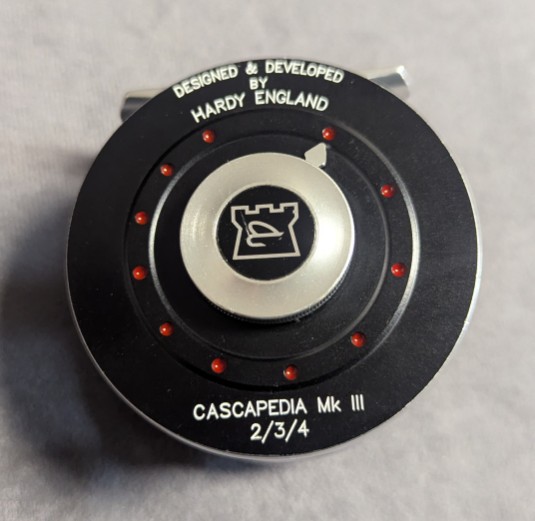 DESIGNED & DEVELOPED
BY
HARDY ENGLAND
CASCAPEDIA Mk III
2/3/4